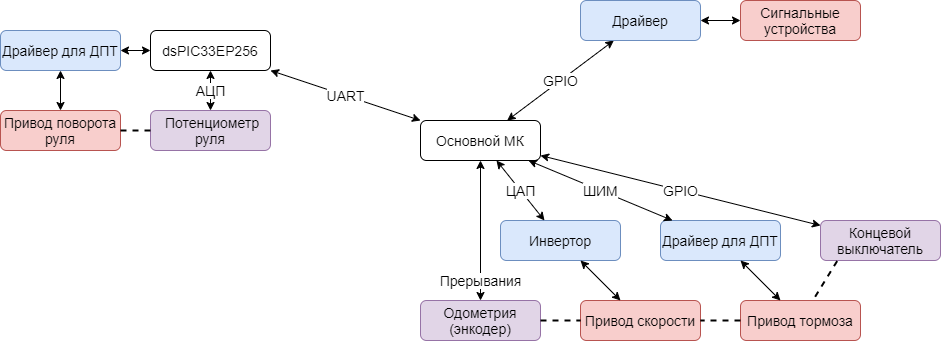 Драйвер
Сигнальные
устройства
Драйвер для ДПТ
dsPIC33EP256
GPIO
АЦП
UART
Привод поворота
руля
Потенциометр
руля
Основной МК
ЦАП
ШИМ
GPIO
Инвертор
Драйвер для ДПТ
Концевой
выключатель
Прерывания
Одометрия
(энкодер)
Привод скорости
Привод тормоза